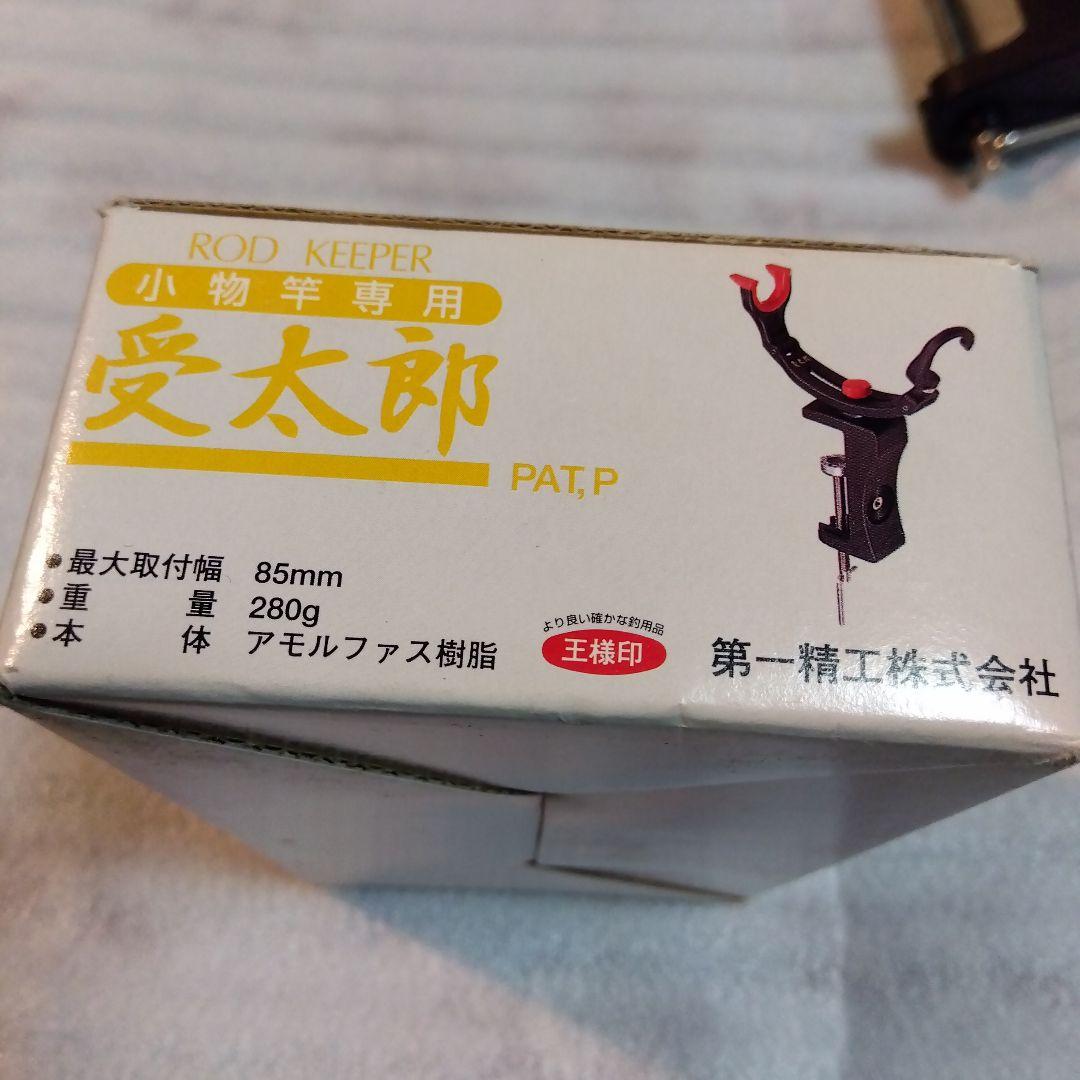 ROD KEEPER
小物竿専用
受太郎
PAT,P
•最大取付幅 85mm
•重量 280g
•本体 アモルファス樹脂
より良い確かな釣用品
王様印
第一精工株式会社